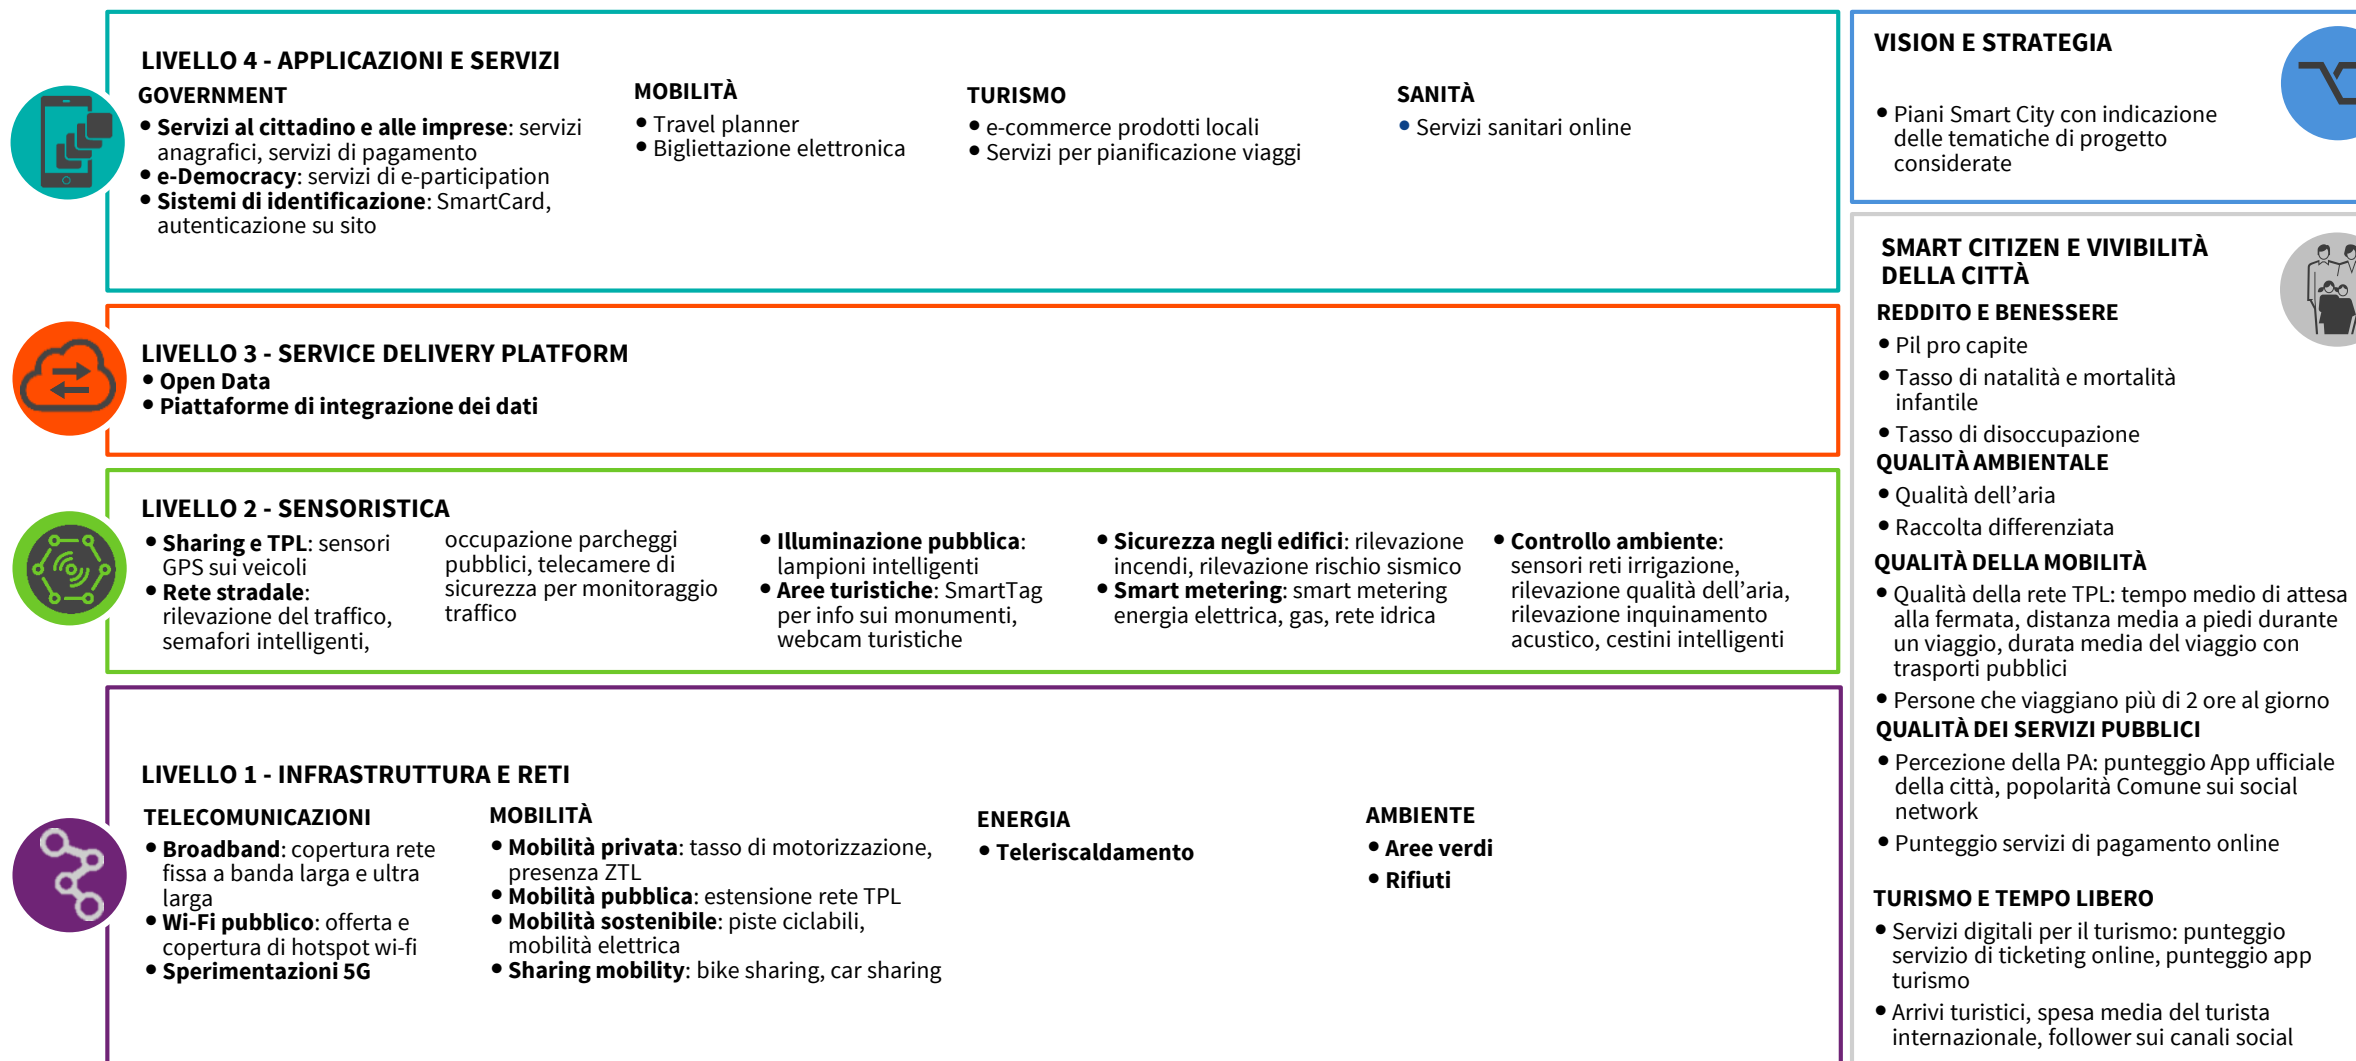 LIVELLO 4 - APPLICAZIONI E SERVIZI
GOVERNMENT
• Servizi al cittadino e alle imprese: servizi
anagrafici, servizi di pagamento
• e-Democracy: servizi di e-participation
• Sistemi di identificazione: SmartCard,
autenticazione su sito
MOBILITÀ
• Travel planner
• Bigliettazione elettronica
TURISMO
• e-commerce prodotti locali
• Servizi per pianificazione viaggi
SANITÀ
• Servizi sanitari online
LIVELLO 3 - SERVICE DELIVERY PLATFORM
• Open Data
• Piattaforme di integrazione dei dati
LIVELLO 2 - SENSORISTICA
• Sharing e TPL: sensori
GPS sui veicoli
• Rete stradale:
rilevazione del traffico,
semafori intelligenti,
occupazione parcheggi
pubblici, telecamere di
sicurezza per monitoraggio
traffico
• Illuminazione pubblica:
lampioni intelligenti
• Aree turistiche: SmartTag
per info sui monumenti,
webcam turistiche
• Sicurezza negli edifici: rilevazione
incendi, rilevazione rischio sismico
• Smart metering: smart metering
energia elettrica, gas, rete idrica
• Controllo ambiente:
sensori reti irrigazione,
rilevazione qualità dell’aria,
rilevazione inquinamento
acustico, cestini intelligenti
LIVELLO 1 - INFRASTRUTTURA E RETI
TELECOMUNICAZIONI
• Broadband: copertura rete
fissa a banda larga e ultra
larga
• Wi-Fi pubblico: offerta e
copertura di hotspot wi-fi
• Sperimentazioni 5G
MOBILITÀ
• Mobilità privata: tasso di motorizzazione,
presenza ZTL
• Mobilità pubblica: estensione rete TPL
• Mobilità sostenibile: piste ciclabili,
mobilità elettrica
• Sharing mobility: bike sharing, car sharing
ENERGIA
• Teleriscaldamento
AMBIENTE
• Aree verdi
• Rifiuti
VISION E STRATEGIA
• Piani Smart City con indicazione
delle tematiche di progetto
considerate
SMART CITIZEN E VIVIBILITÀ
DELLA CITTÀ
REDDITO E BENESSERE
• Pil pro capite
• Tasso di natalità e mortalità
infantile
• Tasso di disoccupazione
QUALITÀ AMBIENTALE
• Qualità dell’aria
• Raccolta differenziata
QUALITÀ DELLA MOBILITÀ
• Qualità della rete TPL: tempo medio di attesa
alla fermata, distanza media a piedi durante
un viaggio, durata media del viaggio con
trasporti pubblici
• Persone che viaggiano più di 2 ore al giorno
QUALITÀ DEI SERVIZI PUBBLICI
• Percezione della PA: punteggio App ufficiale
della città, popolarità Comune sui social
network
• Punteggio servizi di pagamento online
TURISMO E TEMPO LIBERO
• Servizi digitali per il turismo: punteggio
servizio di ticketing online, punteggio app
turismo
• Arrivi turistici, spesa media del turista
internazionale, follower sui canali social